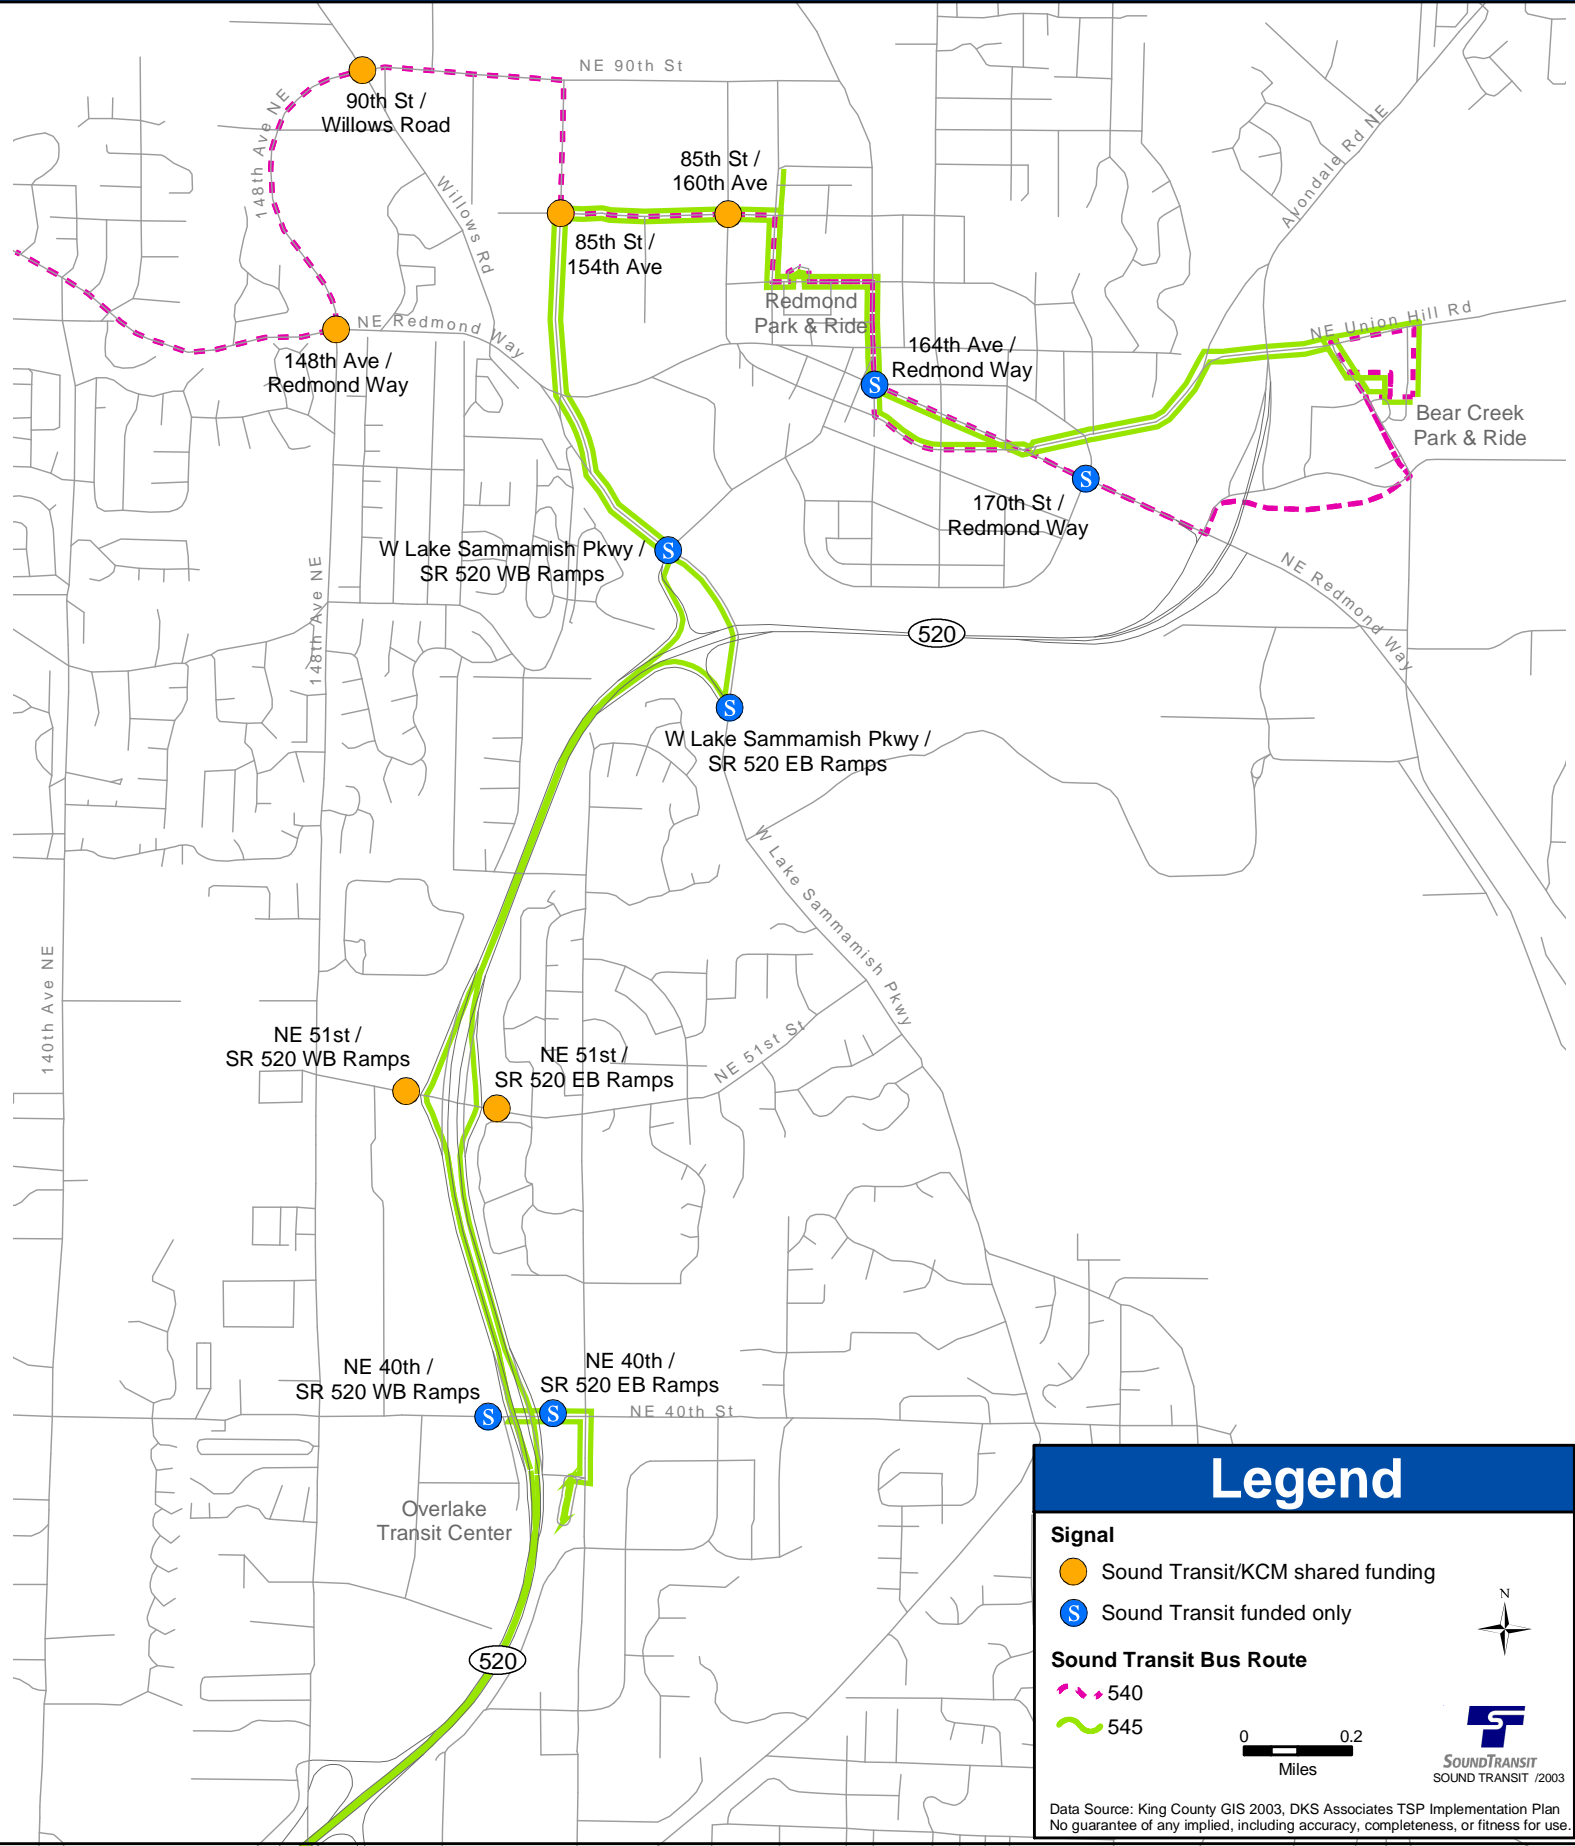 NE 90th St
90th St /
Willows Road
148th Ave NE
85th St /
160th Ave
Avondale Rd NE
Willows Rd
85th St /
154th Ave
Redmond
Park & Ride
NE Union Hill Rd
NE Redmond Way
148th Ave /
Redmond Way
164th Ave /
Redmond Way
S
Bear Creek
Park & Ride
S
170th St /
Redmond Way
W Lake Sammamish Pkwy /
SR 520 WB Ramps
S
148th Ave NE
NE Redmond Way
520
S
W Lake Sammamish Pkwy /
SR 520 EB Ramps
W Lake Sammamish Pkwy
140th Ave NE
NE 51st /
SR 520 WB Ramps
NE 51st /
SR 520 EB Ramps
NE 51st St
NE 40th /
SR 520 WB Ramps
NE 40th /
SR 520 EB Ramps
S
S
NE 40th St
Overlake
Transit Center
520
Legend
Signal
Sound Transit/KCM shared funding
S Sound Transit funded only
N
Sound Transit Bus Route
540
545
0 0.2
Miles
ST
SOUNDTRANSIT
SOUND TRANSIT /2003
Data Source: King County GIS 2003, DKS Associates TSP Implementation Plan
No guarantee of any implied, including accuracy, completeness, or fitness for use.